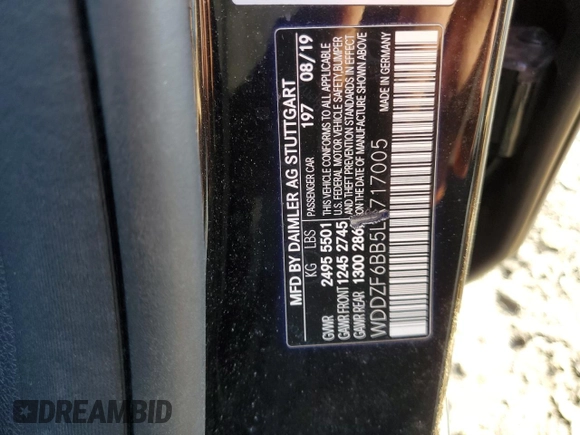 MFD BY DAIMLER AG STUTTGART
KG LBS PASSENGER CAR 197 08/19
GVWR 2495 5501 THIS VEHICLE CONFORMS TO ALL APPLICABLE
GAWR FRONT 1245 2745 U.S. FEDERAL MOTOR VEHICLE SAFETY, BUMPER
GAWR REAR 1300 286 AND THEFT PREVENTION STANDARDS IN EFFECT
ON THE DATE OF MANUFACTURE SHOWN ABOVE
WDDZF6BB5L 717005 MADE IN GERMANY
DREAMBID